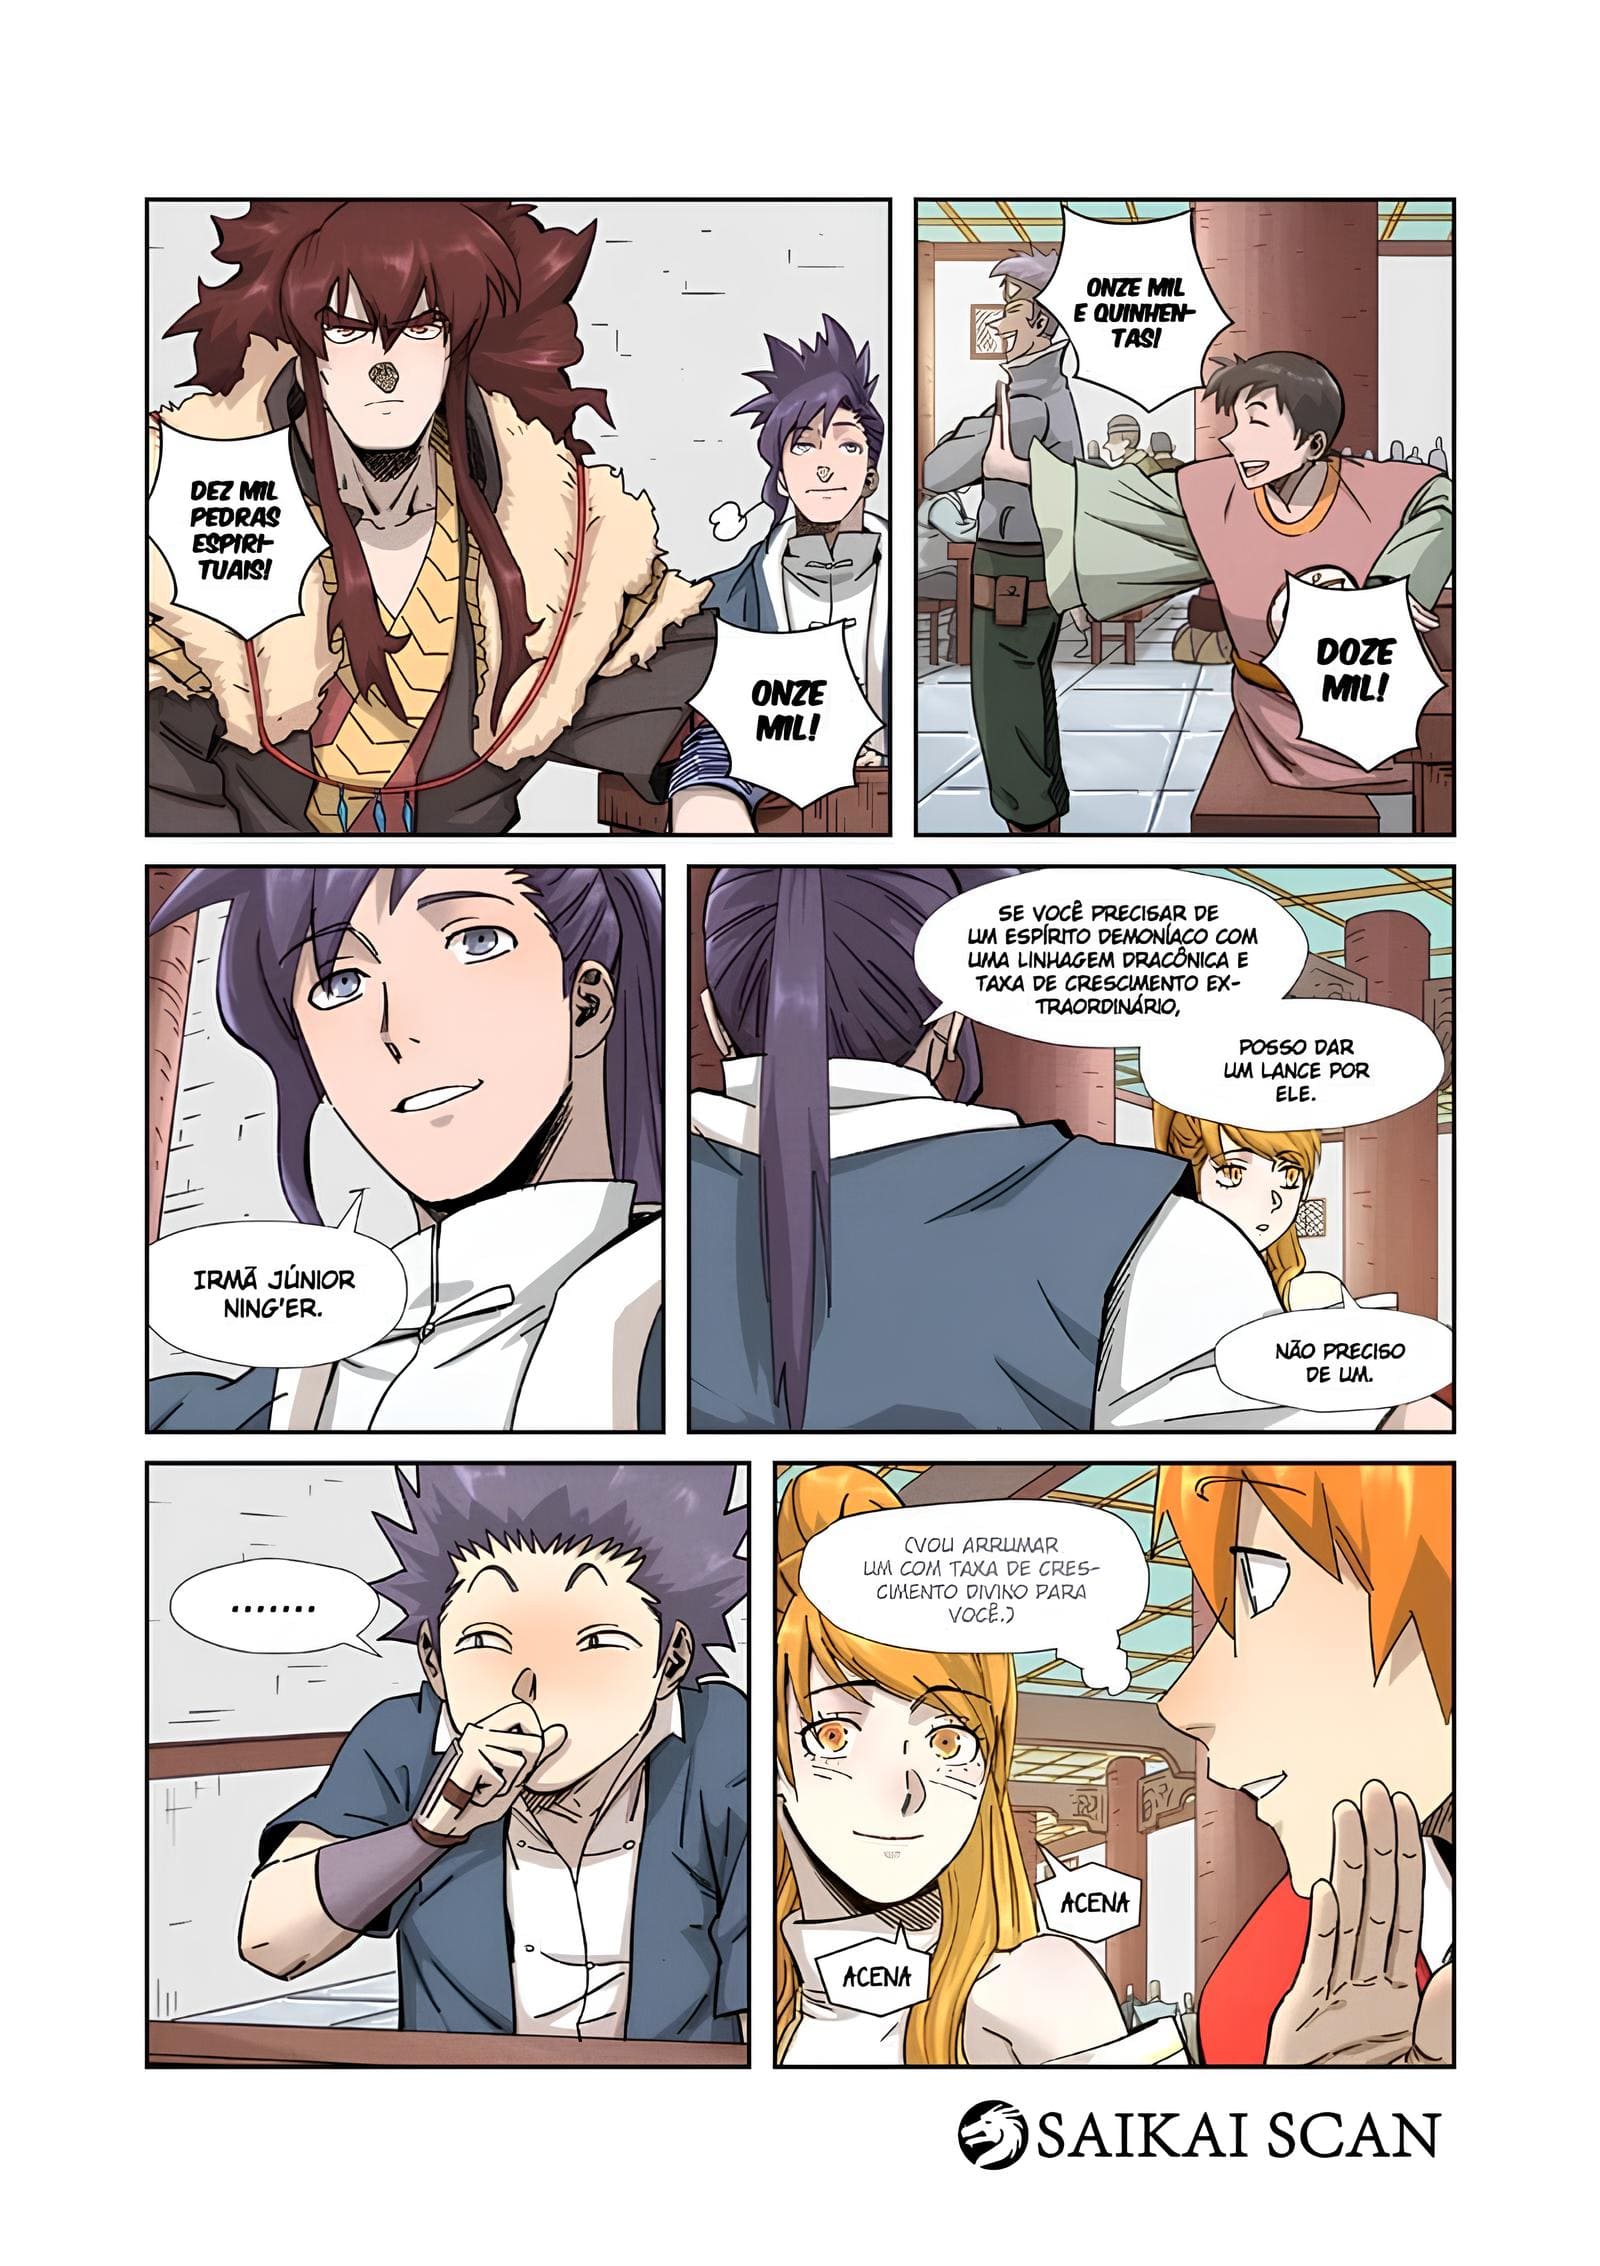 DEZ MIL
PEDRAS
ESPIRI-
TUAIS!
ONZE
MIL!
ONZE MIL
E QUINHEN-
TAS!
DOZE
MIL!
IRMÃ JÚNIOR
NING'ER.
SE VOCÊ PRECISAR DE
UM ESPÍRITO DEMONÍACO COM
UMA LINHAGEM DRACÔNICA E
TAXA DE CRESCIMENTO EX-
TRAORDINÁRIO,
POSSO DAR
UM LANCE POR
ELE.
NÃO PRECISO
DE UM.
.......
(VOU ARRUMAR
UM COM TAXA DE CRES-
CIMENTO DIVINO PARA
VOCÊ.)
ACENA
ACENA
SAIKAI SCAN